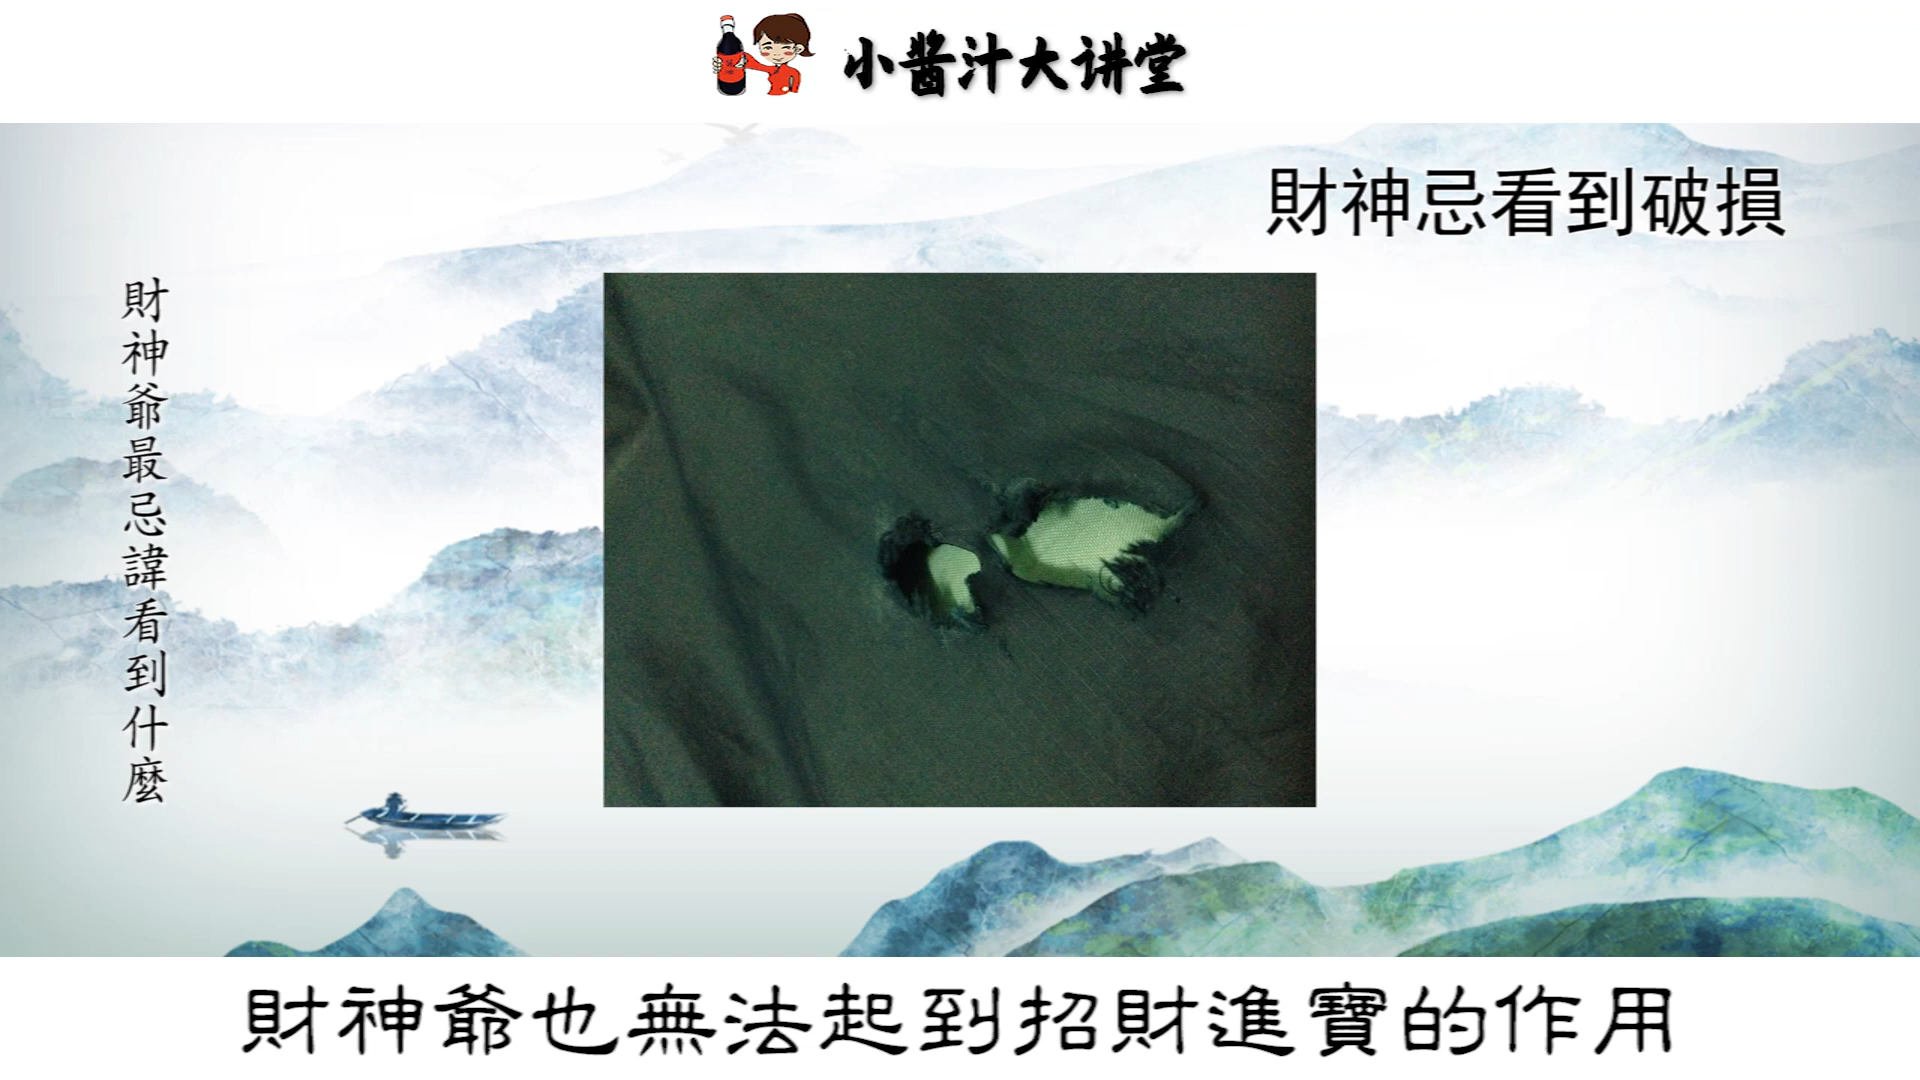 小酱汁大讲堂
財神忌看到破損
財神爺最忌諱看到什麼
財神爺也無法起到招財進寶的作用